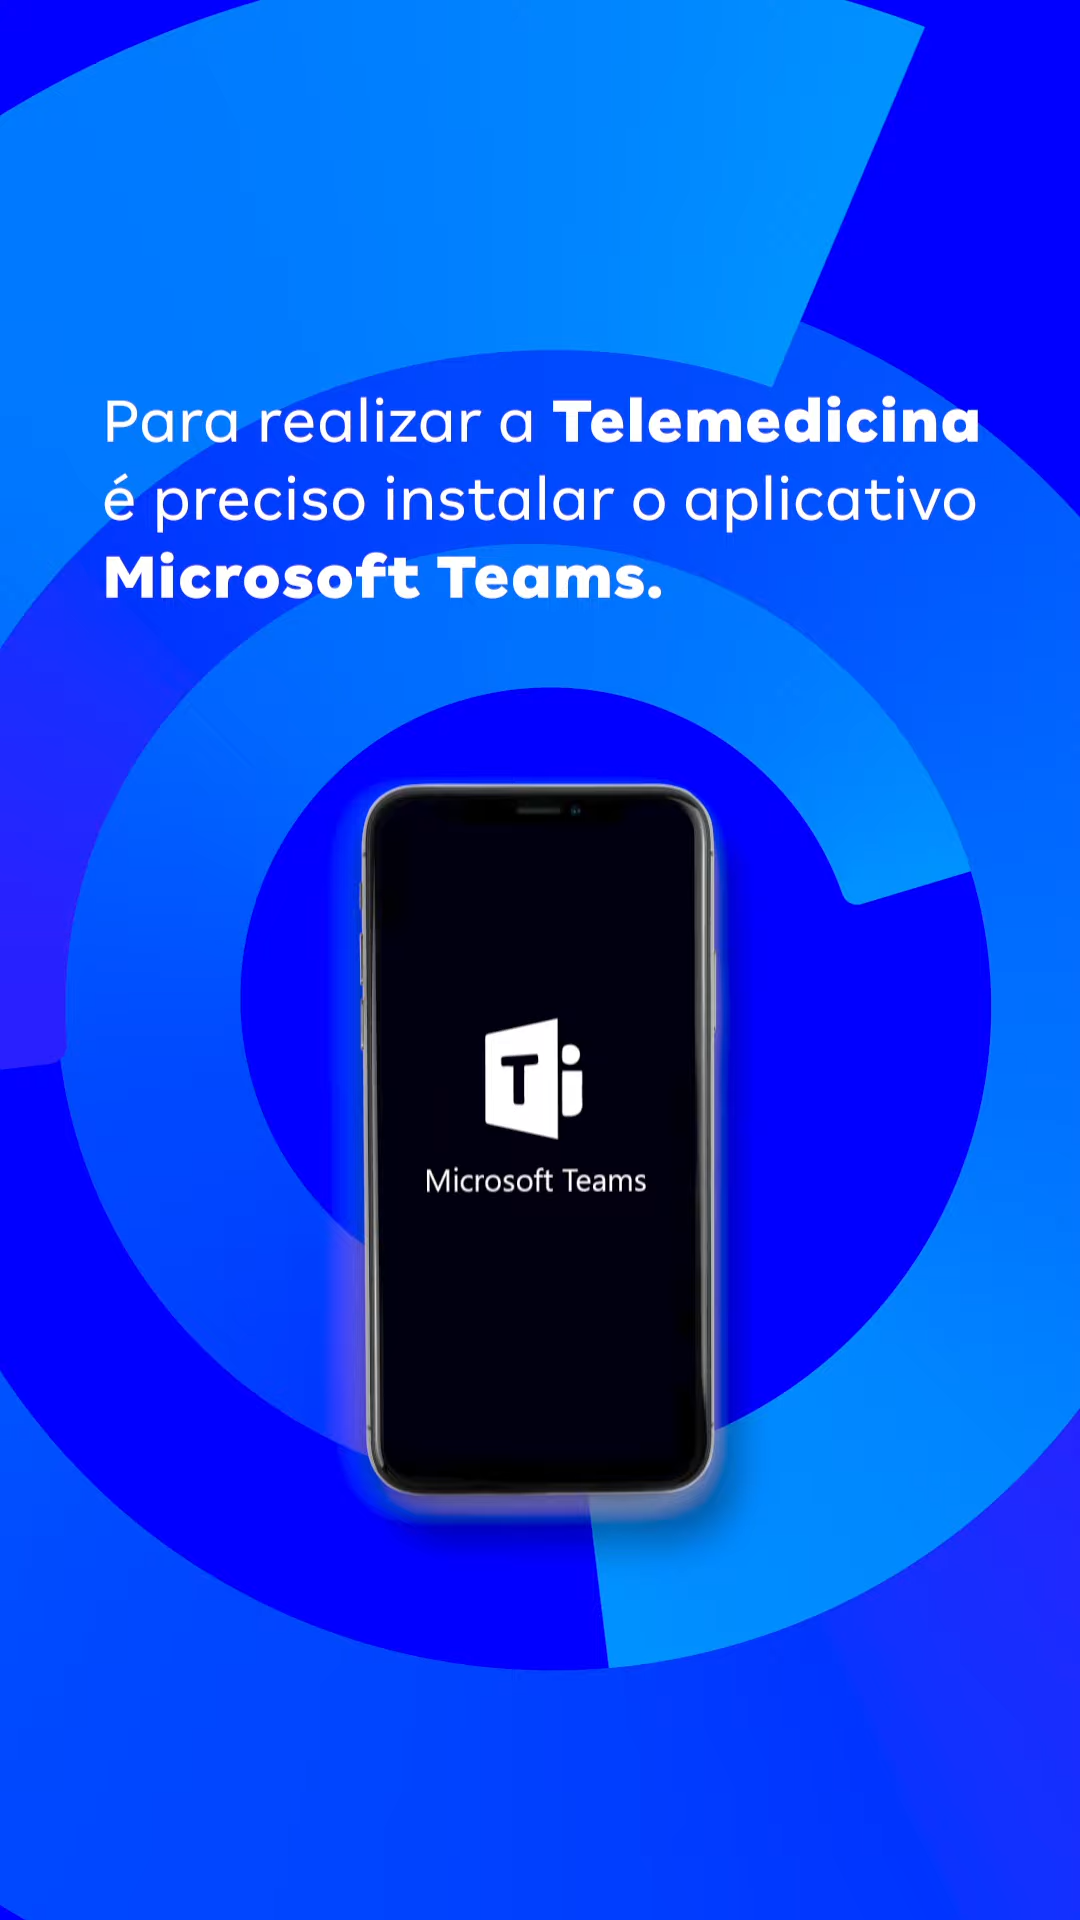 Para realizar a Telemedicina
é preciso instalar o aplicativo
Microsoft Teams.
T
Microsoft Teams